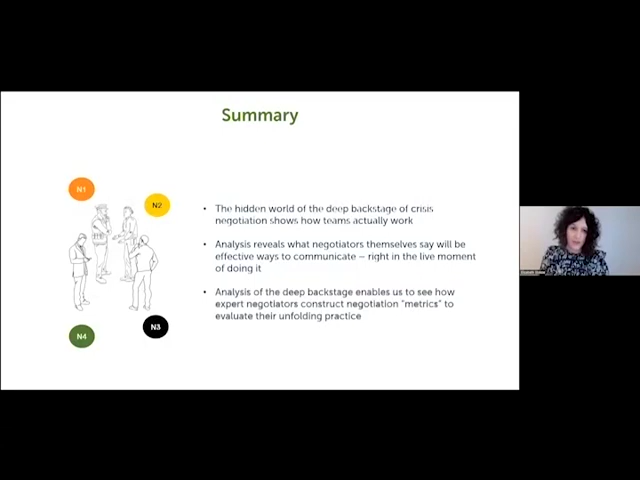 Summary
N1
N2
• The hidden world of the deep backstage of crisis
negotiation shows how teams actually work
• Analysis reveals what negotiators themselves say will be
effective ways to communicate – right in the live moment
of doing it
• Analysis of the deep backstage enables us to see how
expert negotiators construct negotiation “metrics” to
evaluate their unfolding practice
N3
N4